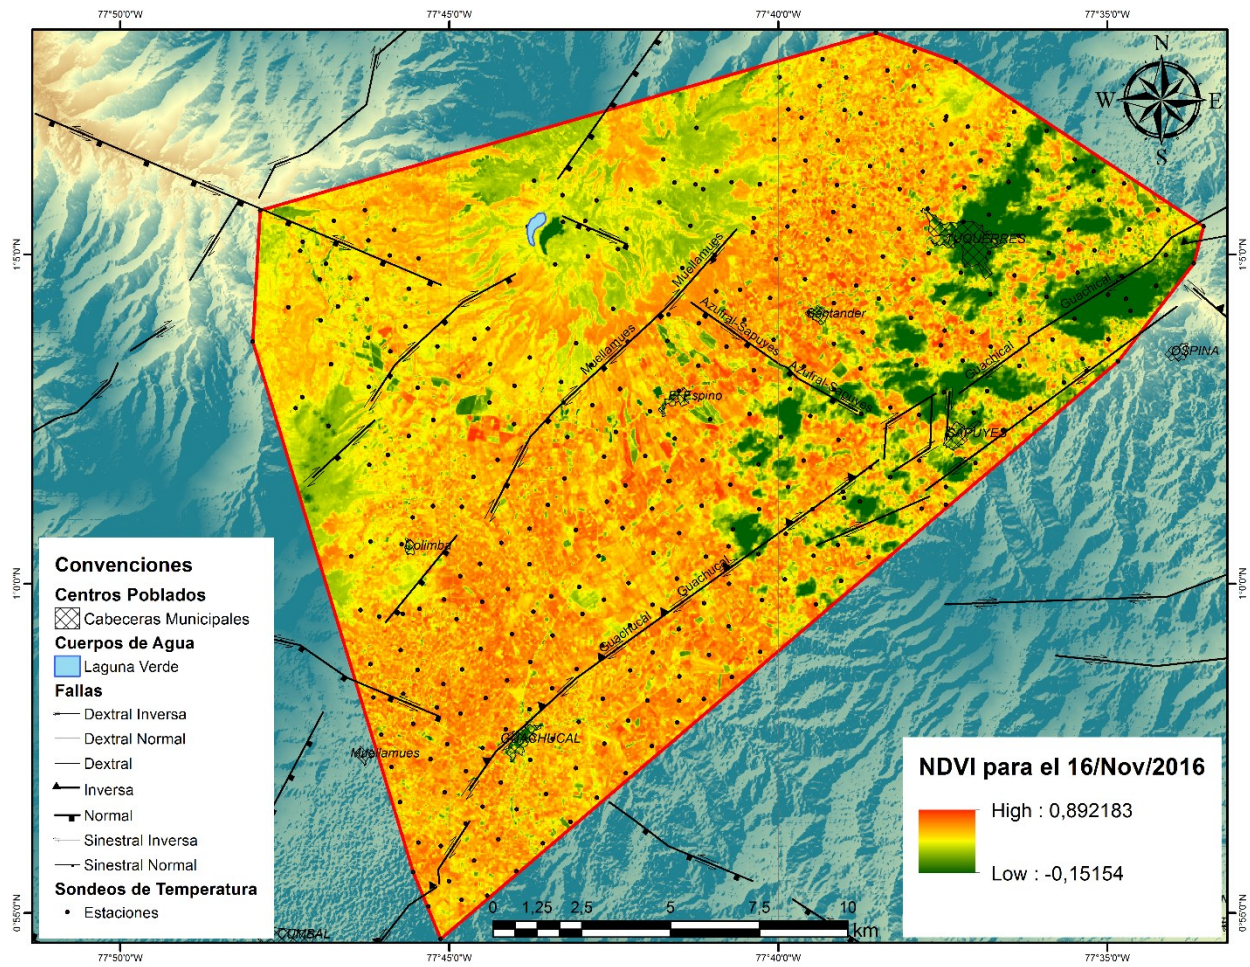 77°50'0"W
77°45'0"W
77°40'0"W
77°35'0"W
N
W
E
S
1°5'0"N
1°5'0"N
TUQUERRES
Muellamues
Guachical
Azufral-Sapuyes
Santander
Muellamues
Guachical
OSPINA
Azufral-Sapuyes
El Espino
SAPUYES
Colimba
1°0'0"N
1°0'0"N
Guachucal
Guachucal
GUACHUCAL
Muellamues
CUMBAL
Convenciones
Centros Poblados
Cabeceras Municipales
Cuerpos de Agua
Laguna Verde
Fallas
Dextral Inversa
Dextral Normal
Dextral
Inversa
Normal
Sinestral Inversa
Sinestral Normal
Sondeos de Temperatura
Estaciones
NDVI para el 16/Nov/2016
High : 0,892183
Low : -0,15154
0 1,25 2,5 5 7,5 10
km
0°55'0"N
0°55'0"N
77°50'0"W
77°45'0"W
77°40'0"W
77°35'0"W